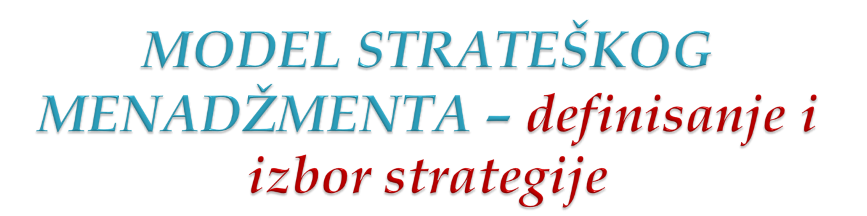 MODEL STRATEŠKOG
MENADŽMENTA – definisanje i
izbor strategije